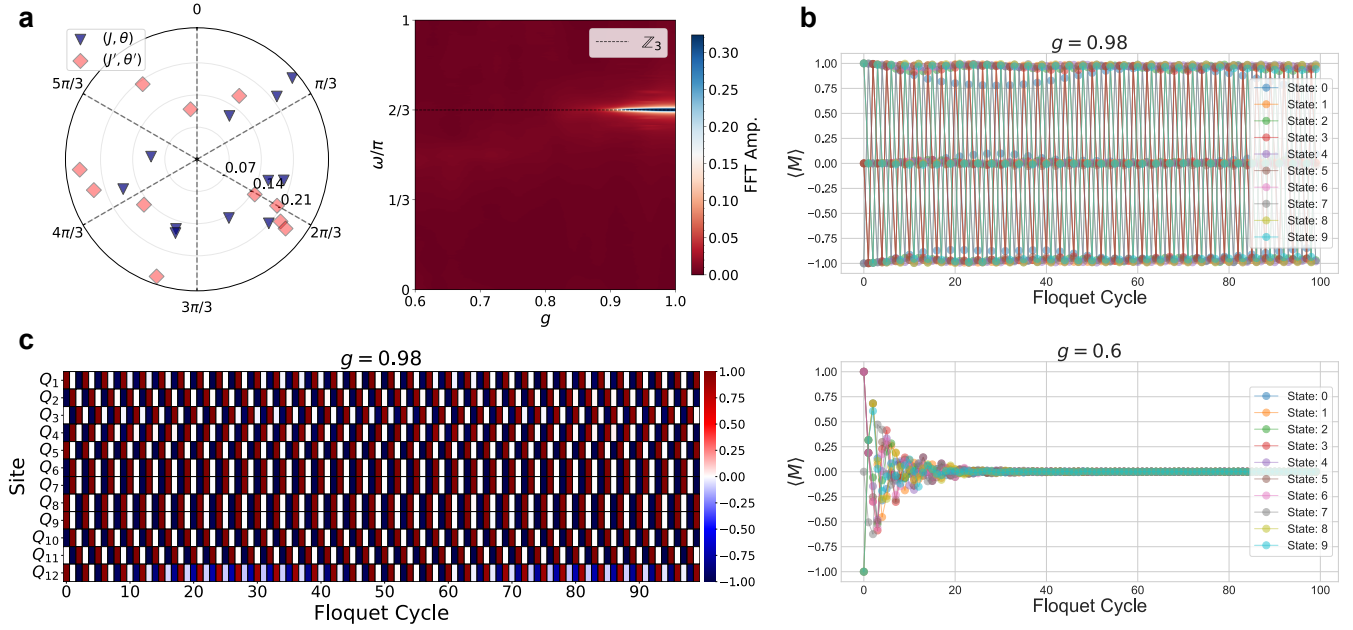 a
0
π/3
2π/3
3π/3
4π/3
5π/3
(J, θ)
(J′, θ′)
0.07
0.14
0.21
1
2/3
1/3
0
ω/π
0.6
0.7
0.8
0.9
1.0
g
ℤ₃
0.30
0.25
0.20
0.15
0.10
0.05
0.00
FFT Amp.
b
g = 0.98
1.00
0.75
0.50
0.25
0.00
−0.25
−0.50
−0.75
−1.00
⟨M⟩
0
20
40
60
80
100
Floquet Cycle
State: 0
State: 1
State: 2
State: 3
State: 4
State: 5
State: 6
State: 7
State: 8
State: 9
g = 0.6
1.00
0.75
0.50
0.25
0.00
−0.25
−0.50
−0.75
−1.00
⟨M⟩
0
20
40
60
80
100
Floquet Cycle
State: 0
State: 1
State: 2
State: 3
State: 4
State: 5
State: 6
State: 7
State: 8
State: 9
c
g = 0.98
Site
Q₁
Q₂
Q₃
Q₄
Q₅
Q₆
Q₇
Q₈
Q₉
Q₁₀
Q₁₁
Q₁₂
0
10
20
30
40
50
60
70
80
90
Floquet Cycle
1.00
0.75
0.50
0.25
0.00
−0.25
−0.50
−0.75
−1.00